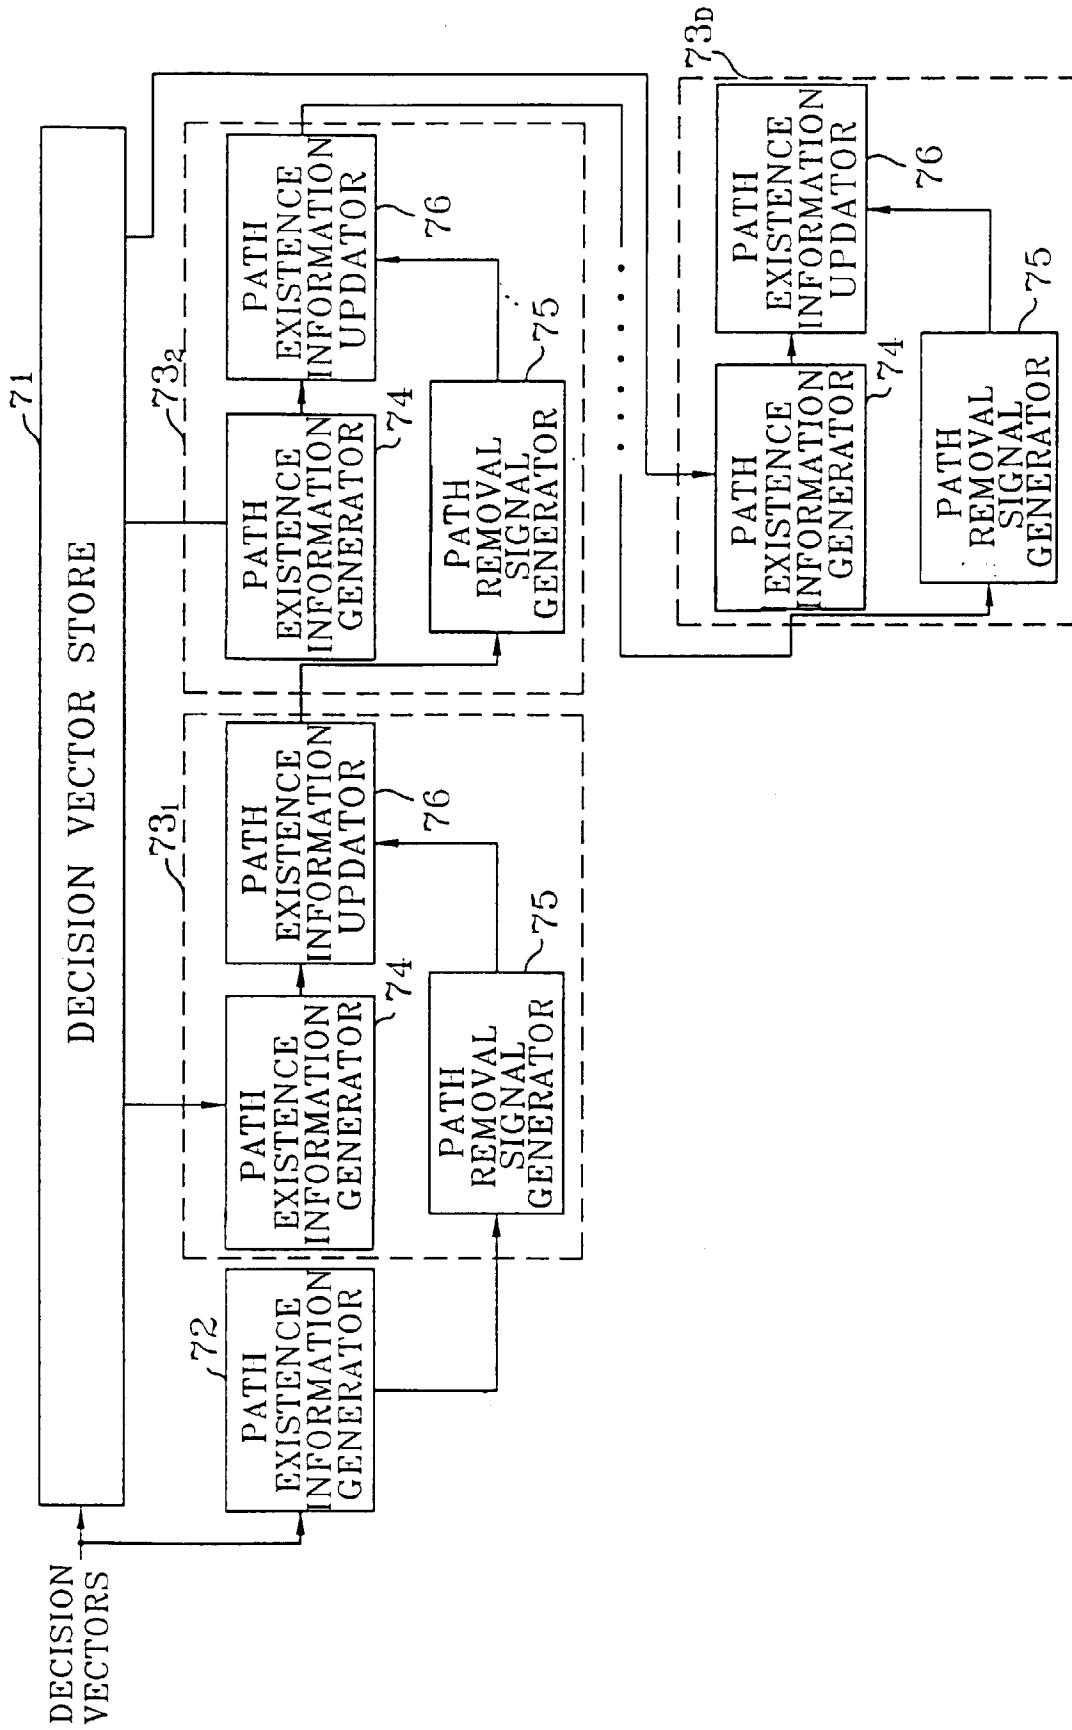 DECISION
VECTORS
71
DECISION VECTOR STORE
72
PATH
EXISTENCE
INFORMATION
GENERATOR
73₁
PATH
EXISTENCE
INFORMATION
GENERATOR
74
PATH
EXISTENCE
INFORMATION
UPDATOR
76
PATH
REMOVAL
SIGNAL
GENERATOR
75
73₂
PATH
EXISTENCE
INFORMATION
GENERATOR
74
PATH
EXISTENCE
INFORMATION
UPDATOR
76
PATH
REMOVAL
SIGNAL
GENERATOR
75
73D
PATH
EXISTENCE
INFORMATION
GENERATOR
74
PATH
EXISTENCE
INFORMATION
UPDATOR
76
PATH
REMOVAL
SIGNAL
GENERATOR
75